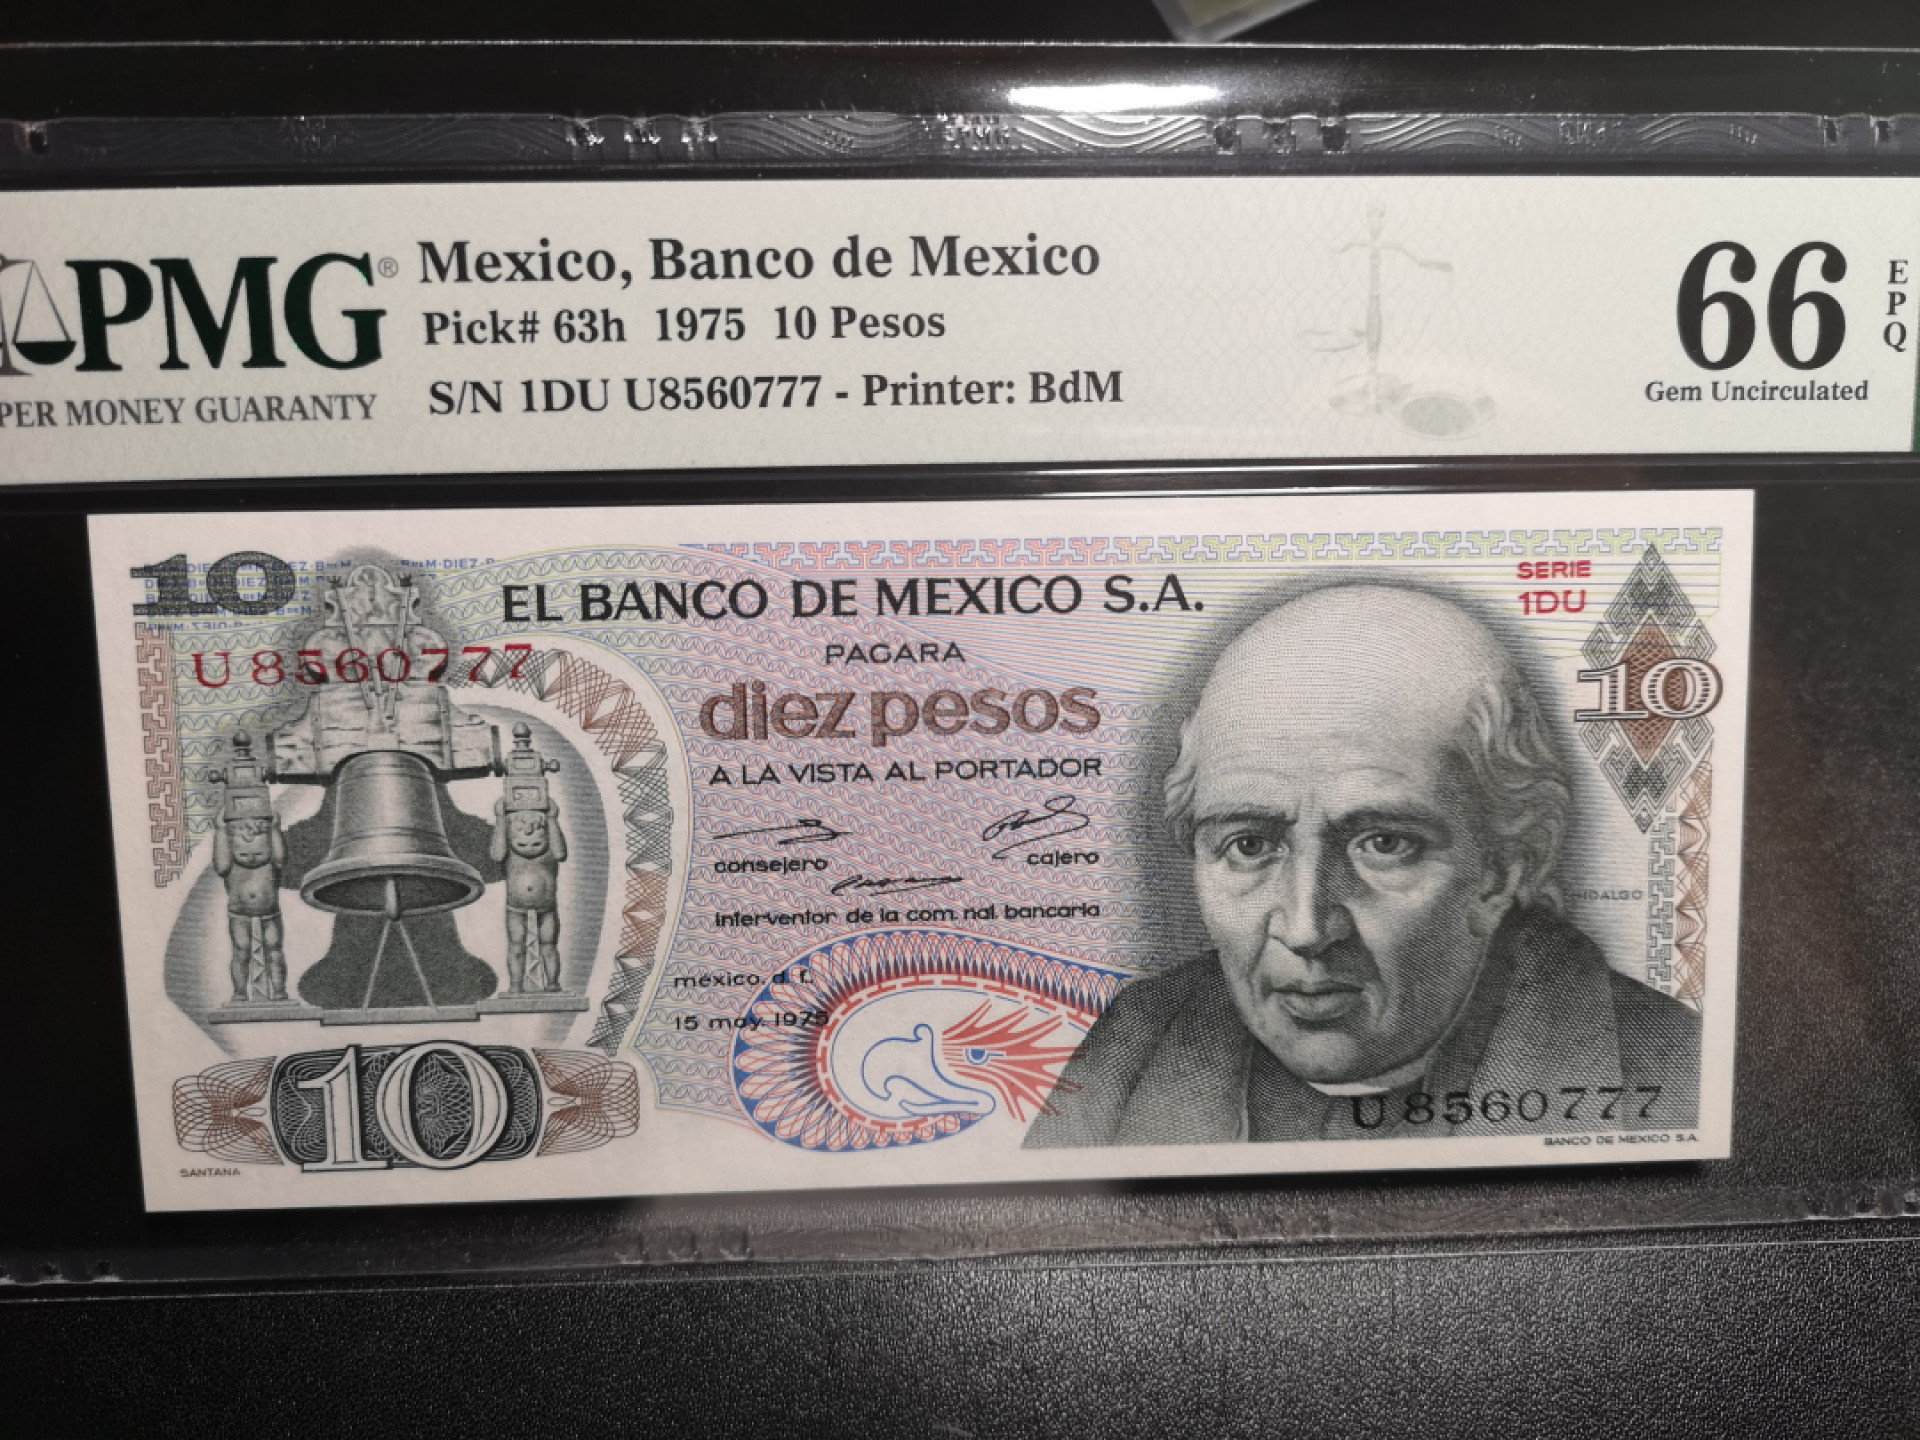 PMG®
PER MONEY GUARANTY
Mexico, Banco de Mexico
Pick# 63h 1975 10 Pesos
S/N 1DU U8560777 - Printer: BdM
66
EPQ
Gem Uncirculated
10
EL BANCO DE MEXICO S.A.
SERIE
1DU
U 8560777
PAGARA
diez pesos
10
A LA VISTA AL PORTADOR
consejero
cajero
HIDALGO
interventor de la com. nal. bancaria
mexico, d. f.
15 may. 1975
10
U 8560777
BANCO DE MEXICO S.A.
SANTANA